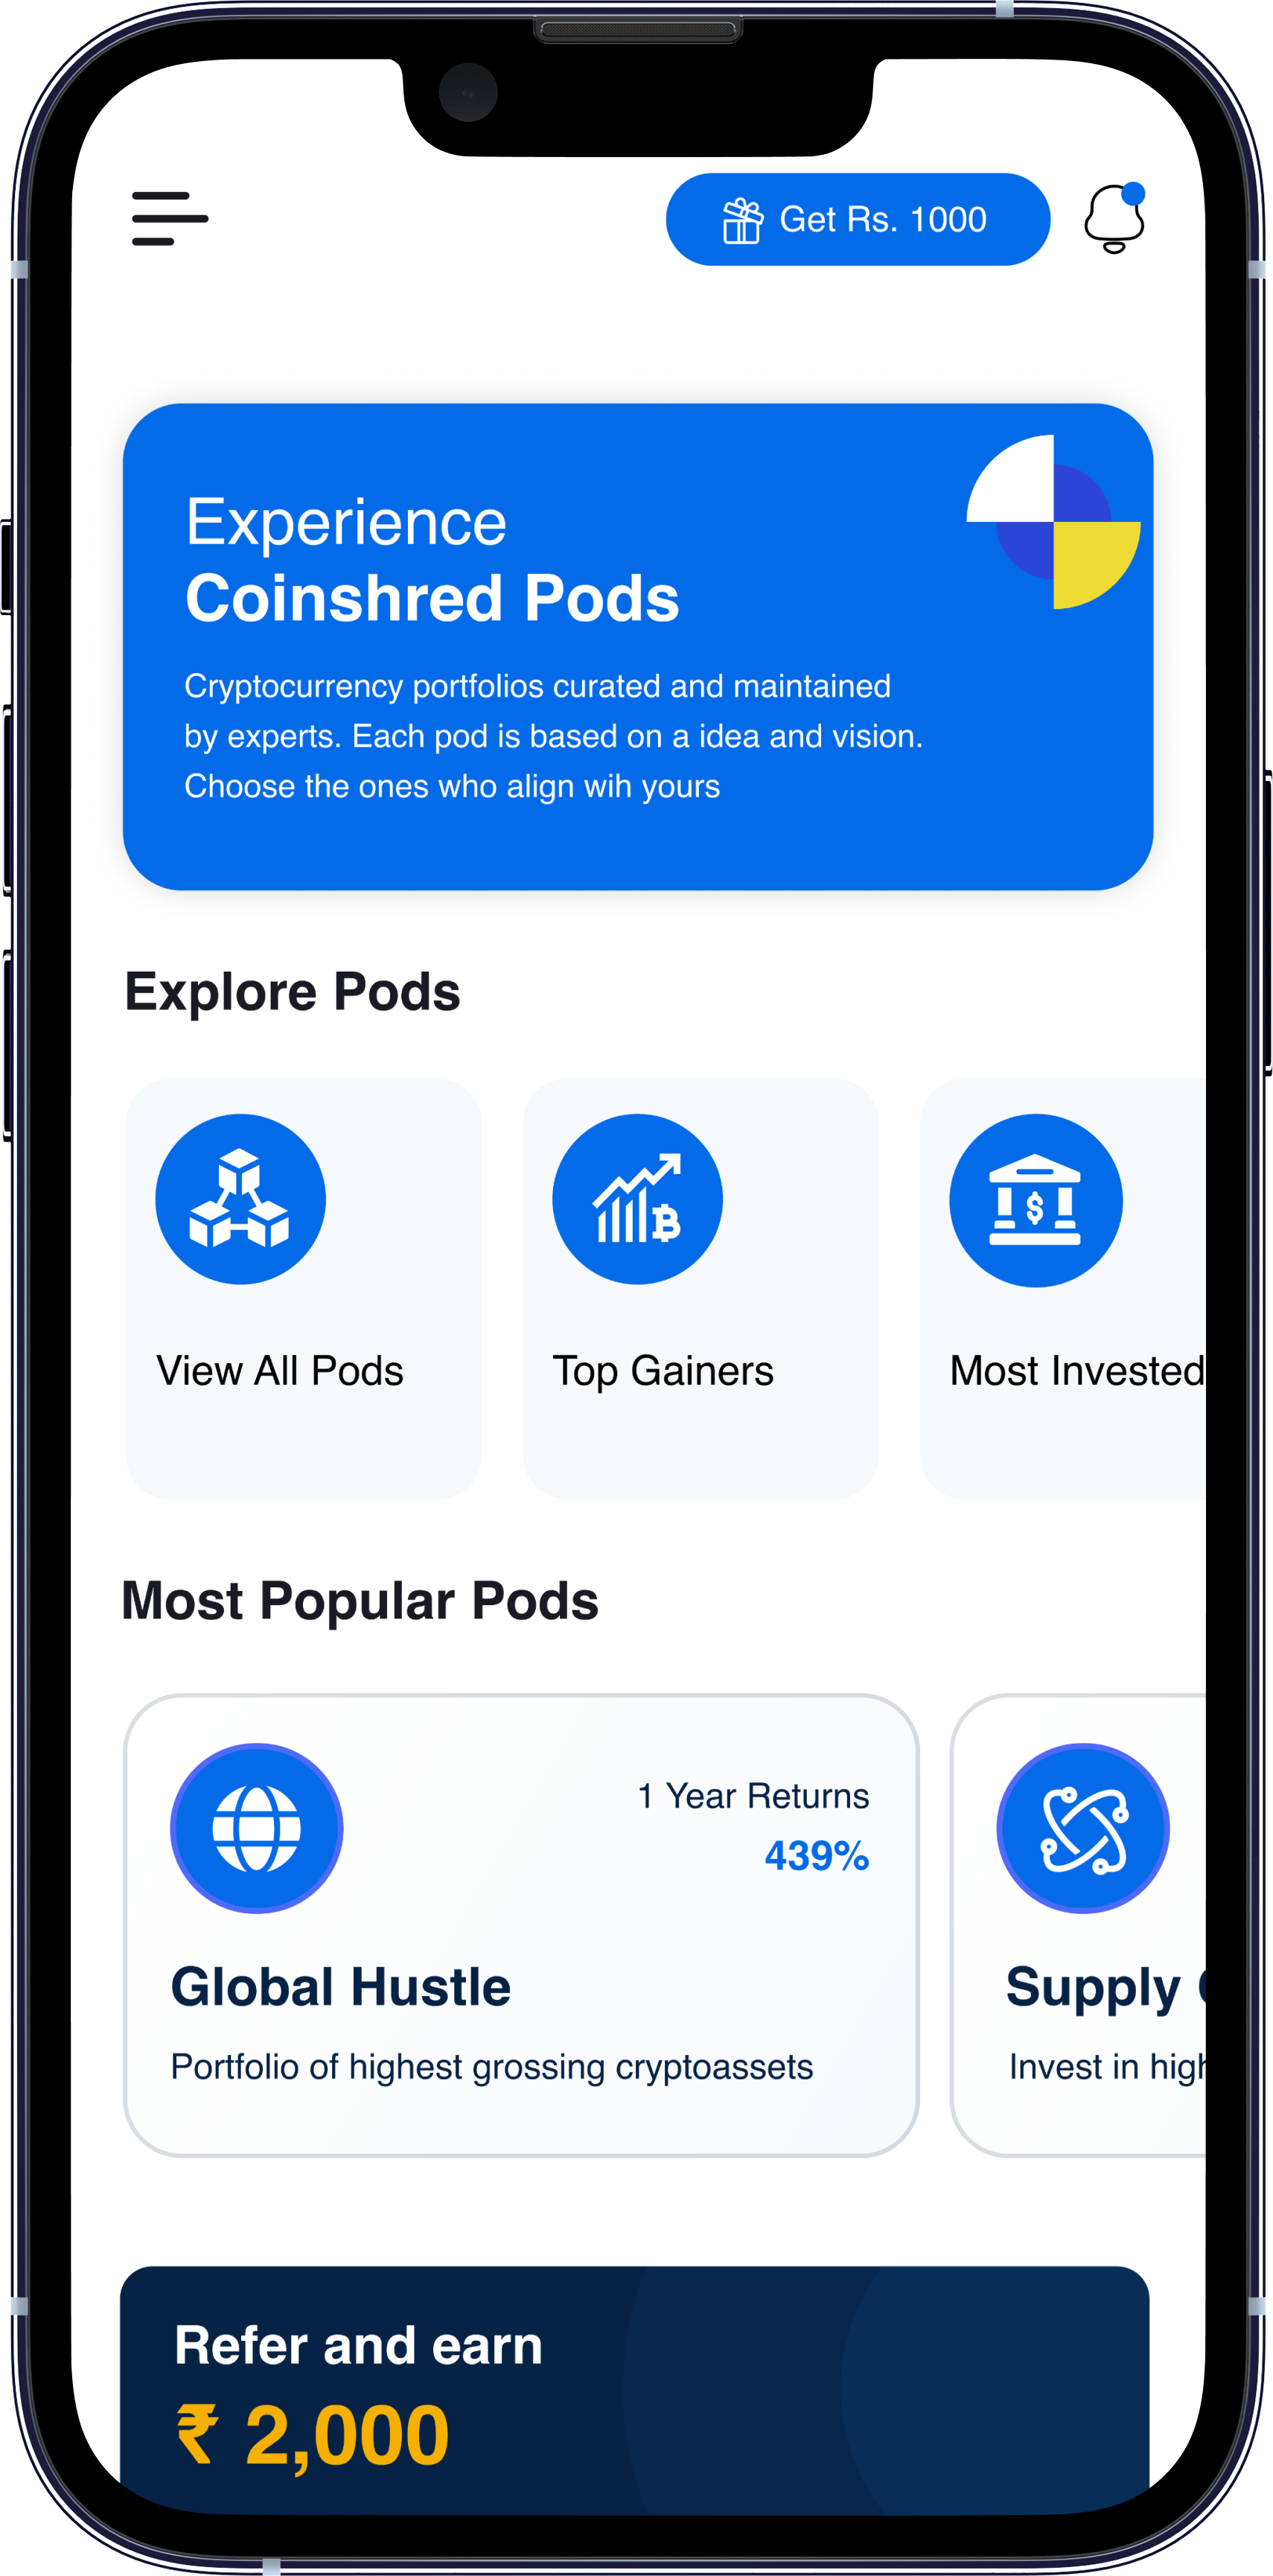 Get Rs. 1000
Experience
Coinshred Pods
Cryptocurrency portfolios curated and maintained
by experts. Each pod is based on a idea and vision.
Choose the ones who align wih yours
Explore Pods
View All Pods
Top Gainers
Most Invested
Most Popular Pods
1 Year Returns
439%
Global Hustle
Portfolio of highest grossing cryptoassets
Supply
Invest in high
Refer and earn
₹ 2,000